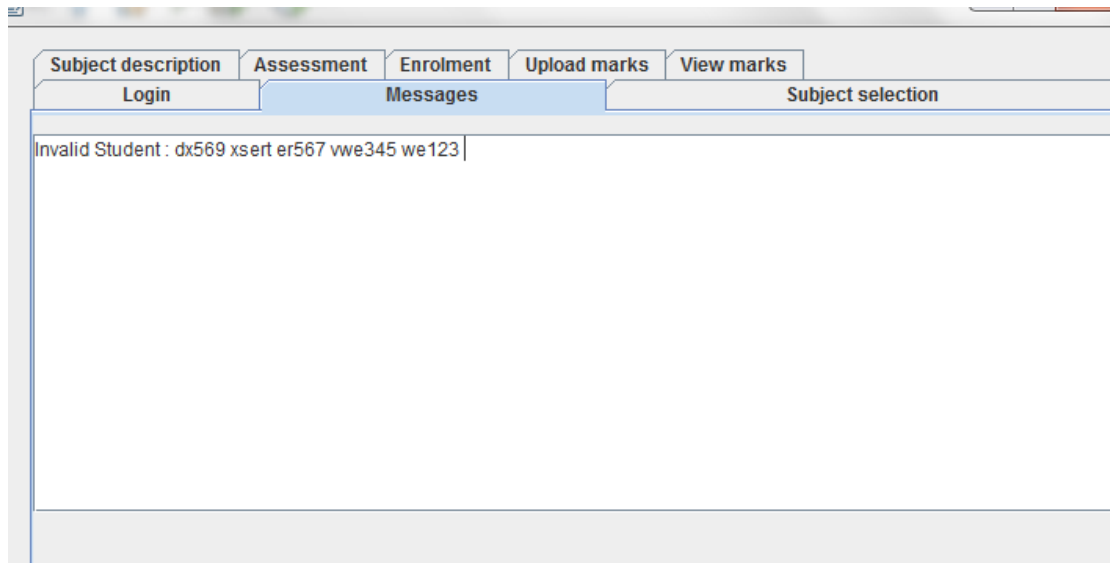 Subject description Assessment Enrolment Upload marks View marks
Login Messages Subject selection
Invalid Student : dx569 xsert er567 vwe345 we123